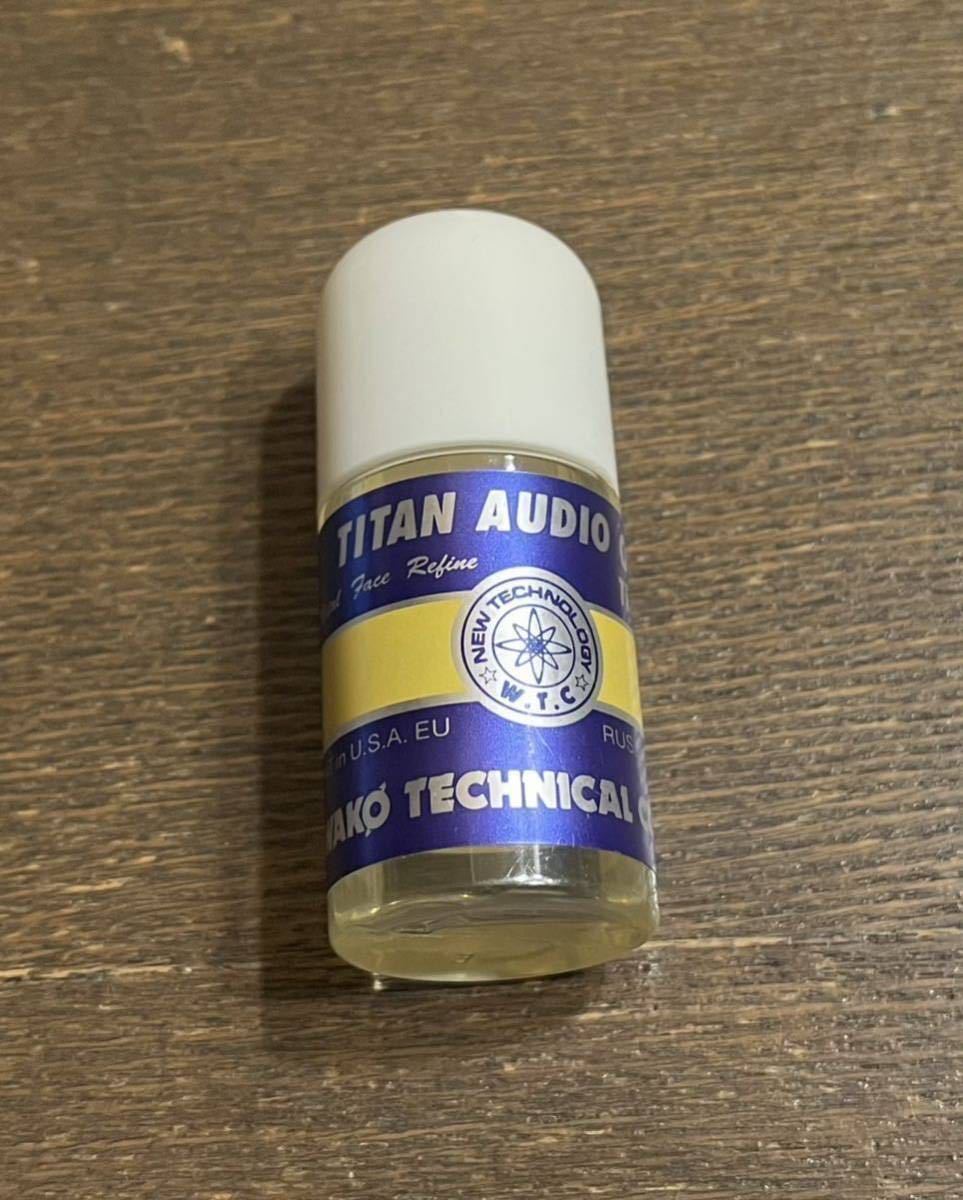 TITAN AUDIO
Face Refine
NEW TECHNOLOGY
W.T.C
in U.S.A. EU
TECHNICAL